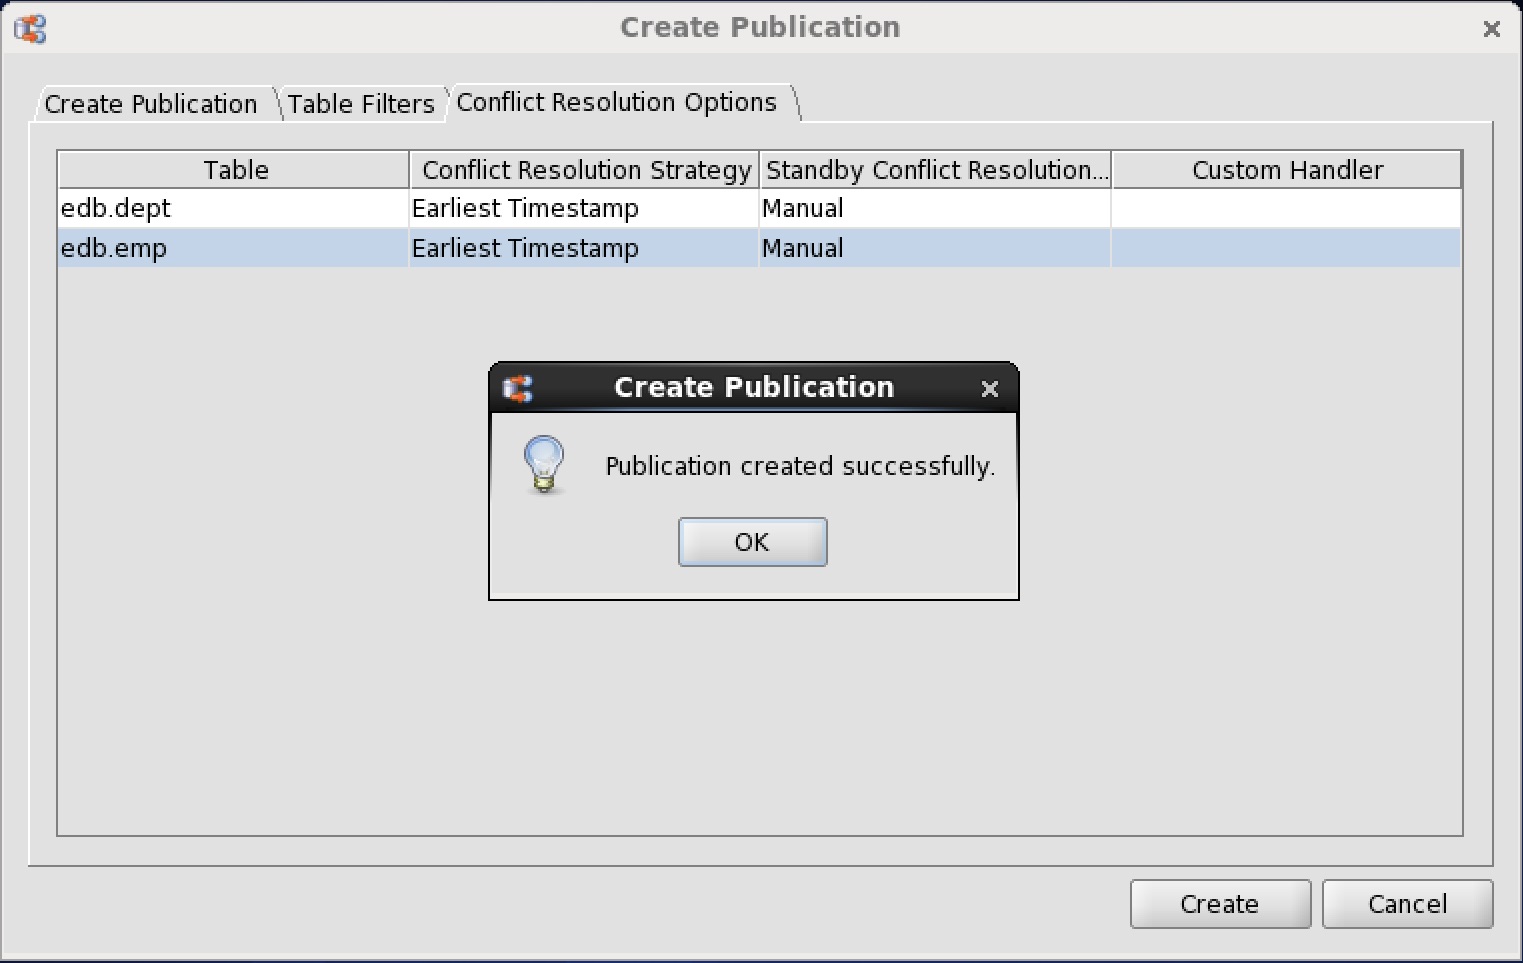 Create Publication
Create Publication Table Filters Conflict Resolution Options
Table Conflict Resolution Strategy Standby Conflict Resolution... Custom Handler
edb.dept Earliest Timestamp Manual
edb.emp Earliest Timestamp Manual
Create Publication
Publication created successfully.
OK
Create Cancel